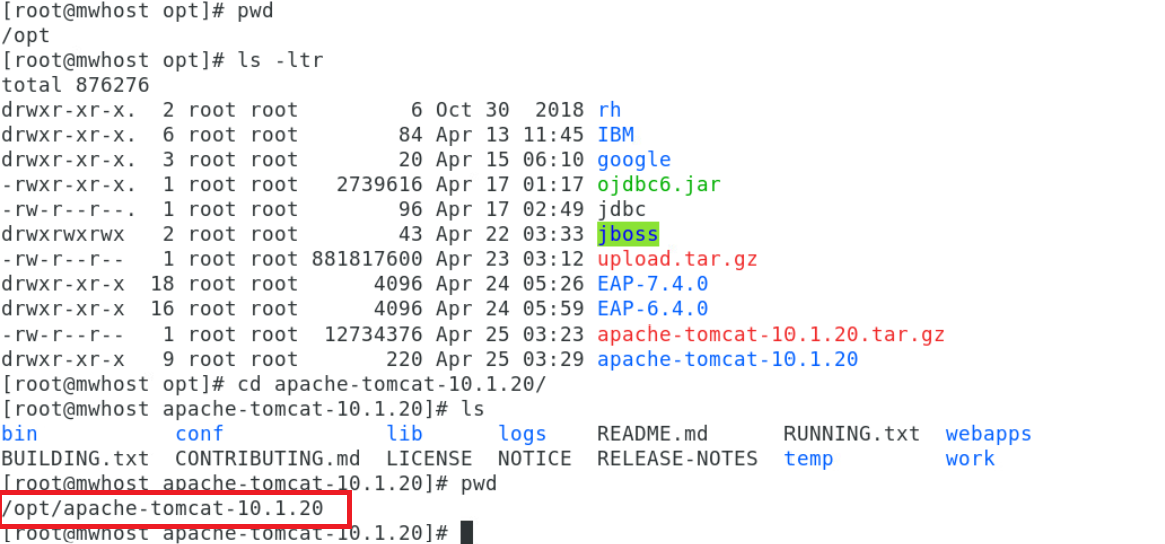 [root@mwhost opt]# pwd
/opt
[root@mwhost opt]# ls -ltr
total 876276
drwxr-xr-x.  2 root root         6 Oct 30  2018 rh
drwxr-xr-x.  6 root root        84 Apr 13 11:45 IBM
drwxr-xr-x.  3 root root        20 Apr 15 06:10 google
-rwxr-xr-x.  1 root root   2739616 Apr 17 01:17 ojdbc6.jar
-rw-r--r--.  1 root root        96 Apr 17 02:49 jdbc
drwxrwxrwx   2 root root        43 Apr 22 03:33 jboss
-rw-r--r--   1 root root 881817600 Apr 23 03:12 upload.tar.gz
drwxr-xr-x  18 root root      4096 Apr 24 05:26 EAP-7.4.0
drwxr-xr-x  16 root root      4096 Apr 24 05:59 EAP-6.4.0
-rw-r--r--   1 root root  12734376 Apr 25 03:23 apache-tomcat-10.1.20.tar.gz
drwxr-xr-x   9 root root       220 Apr 25 03:29 apache-tomcat-10.1.20
[root@mwhost opt]# cd apache-tomcat-10.1.20/
[root@mwhost apache-tomcat-10.1.20]# ls
bin           conf             lib      logs    README.md      RUNNING.txt  webapps
BUILDING.txt  CONTRIBUTING.md  LICENSE  NOTICE  RELEASE-NOTES  temp         work
[root@mwhost apache-tomcat-10.1.20]# pwd
/opt/apache-tomcat-10.1.20
[root@mwhost apache-tomcat-10.1.20]#